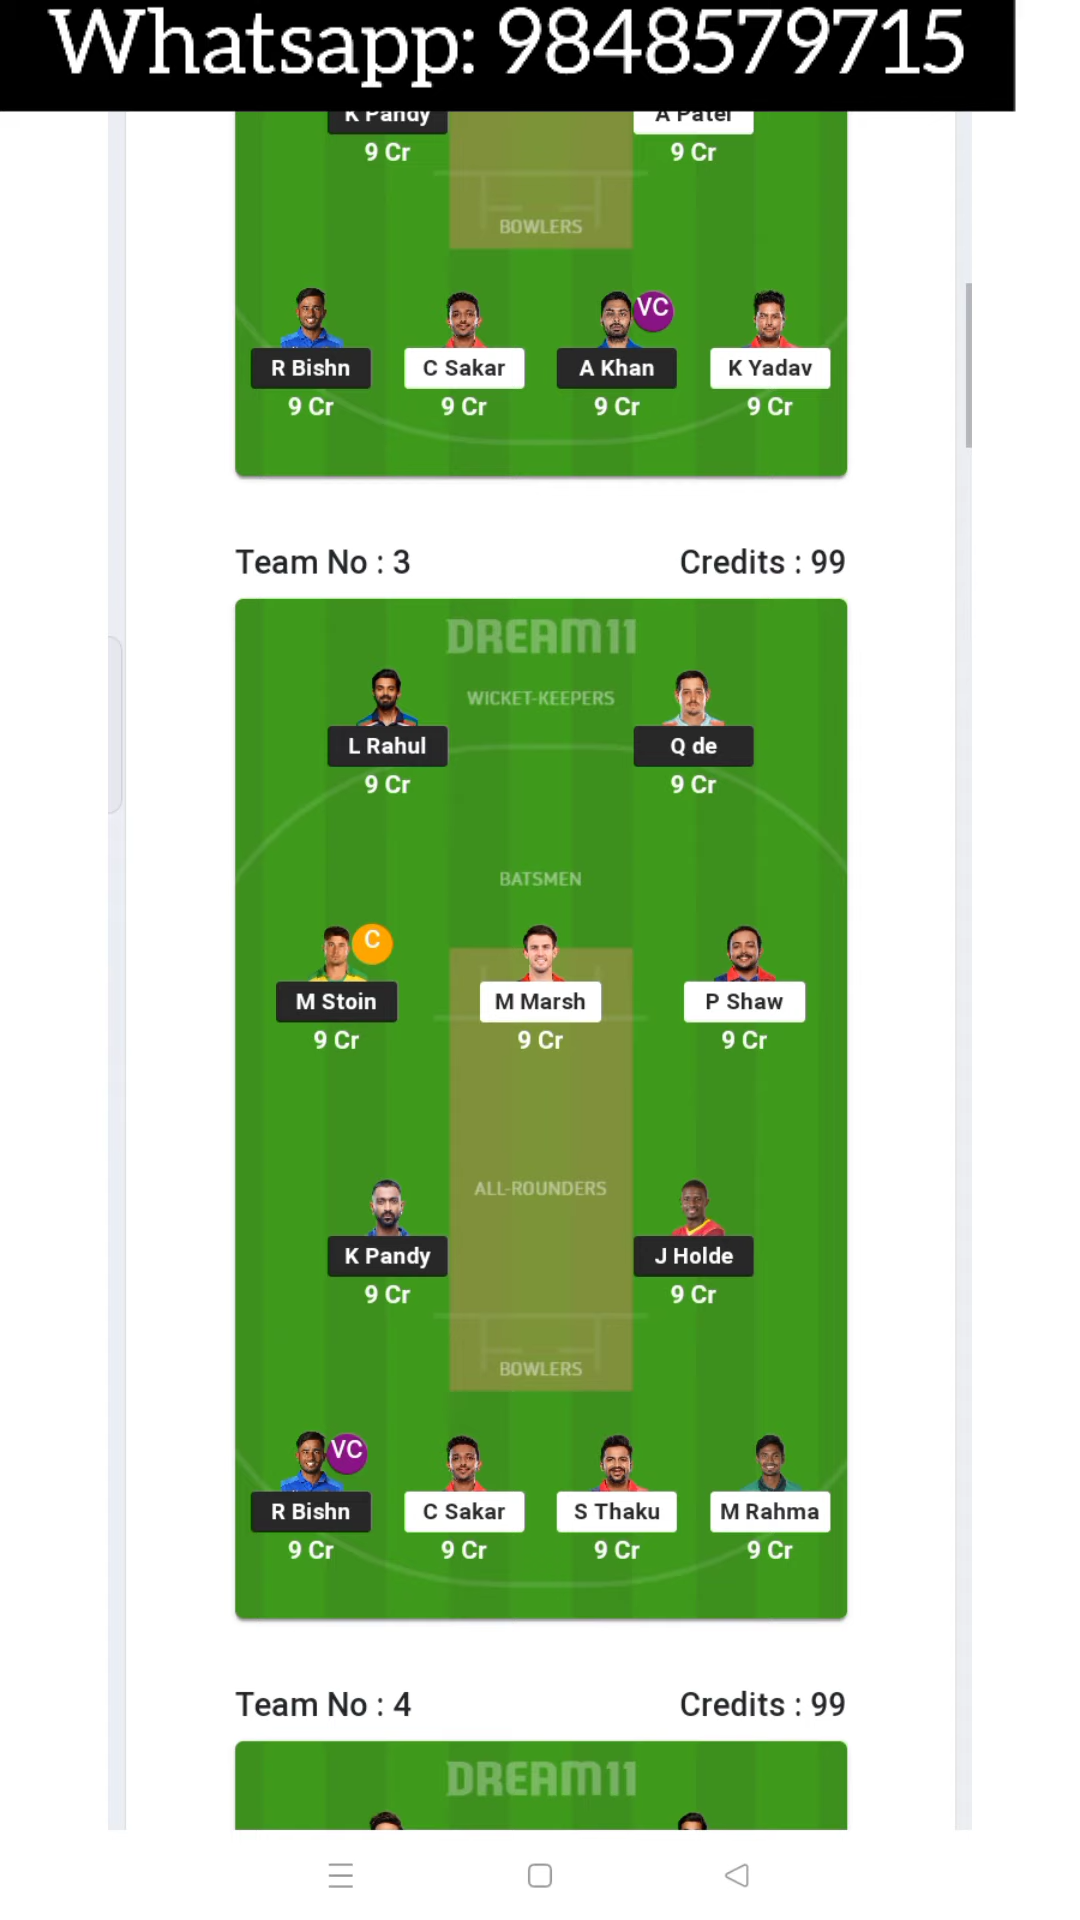 Whatsapp: 9848579715
K Pandy A Patel
9 Cr 9 Cr
BOWLERS
VC
R Bishn C Sakar A Khan K Yadav
9 Cr 9 Cr 9 Cr 9 Cr
Team No : 3 Credits : 99
DREAM11
WICKET-KEEPERS
L Rahul Q de
9 Cr 9 Cr
BATSMEN
C
M Stoin M Marsh P Shaw
9 Cr 9 Cr 9 Cr
ALL-ROUNDERS
K Pandy J Holde
9 Cr 9 Cr
BOWLERS
VC
R Bishn C Sakar S Thaku M Rahma
9 Cr 9 Cr 9 Cr 9 Cr
Team No : 4 Credits : 99
DREAM11